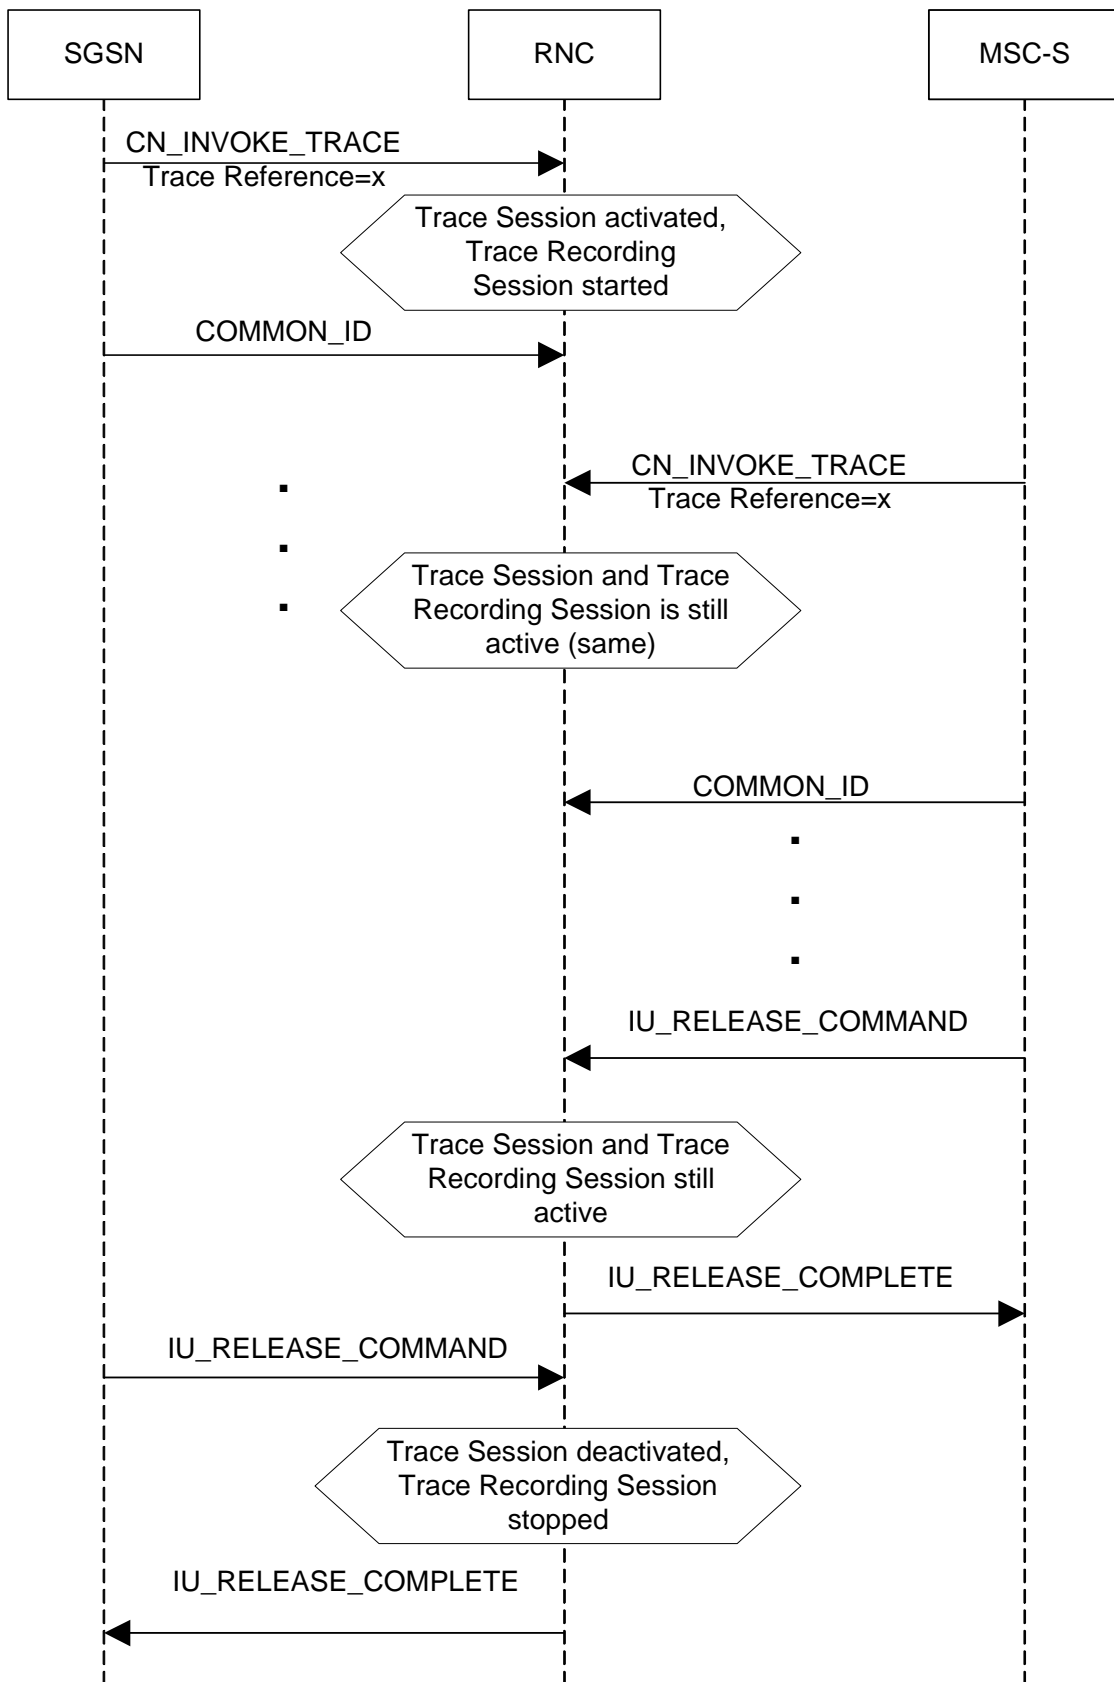 SGSN
RNC
MSC-S
CN_INVOKE_TRACE
Trace Reference=x
Trace Session activated,
Trace Recording
Session started
COMMON_ID
CN_INVOKE_TRACE
Trace Reference=x
Trace Session and Trace
Recording Session is still
active (same)
COMMON_ID
IU_RELEASE_COMMAND
Trace Session and Trace
Recording Session still
active
IU_RELEASE_COMPLETE
IU_RELEASE_COMMAND
Trace Session deactivated,
Trace Recording Session
stopped
IU_RELEASE_COMPLETE